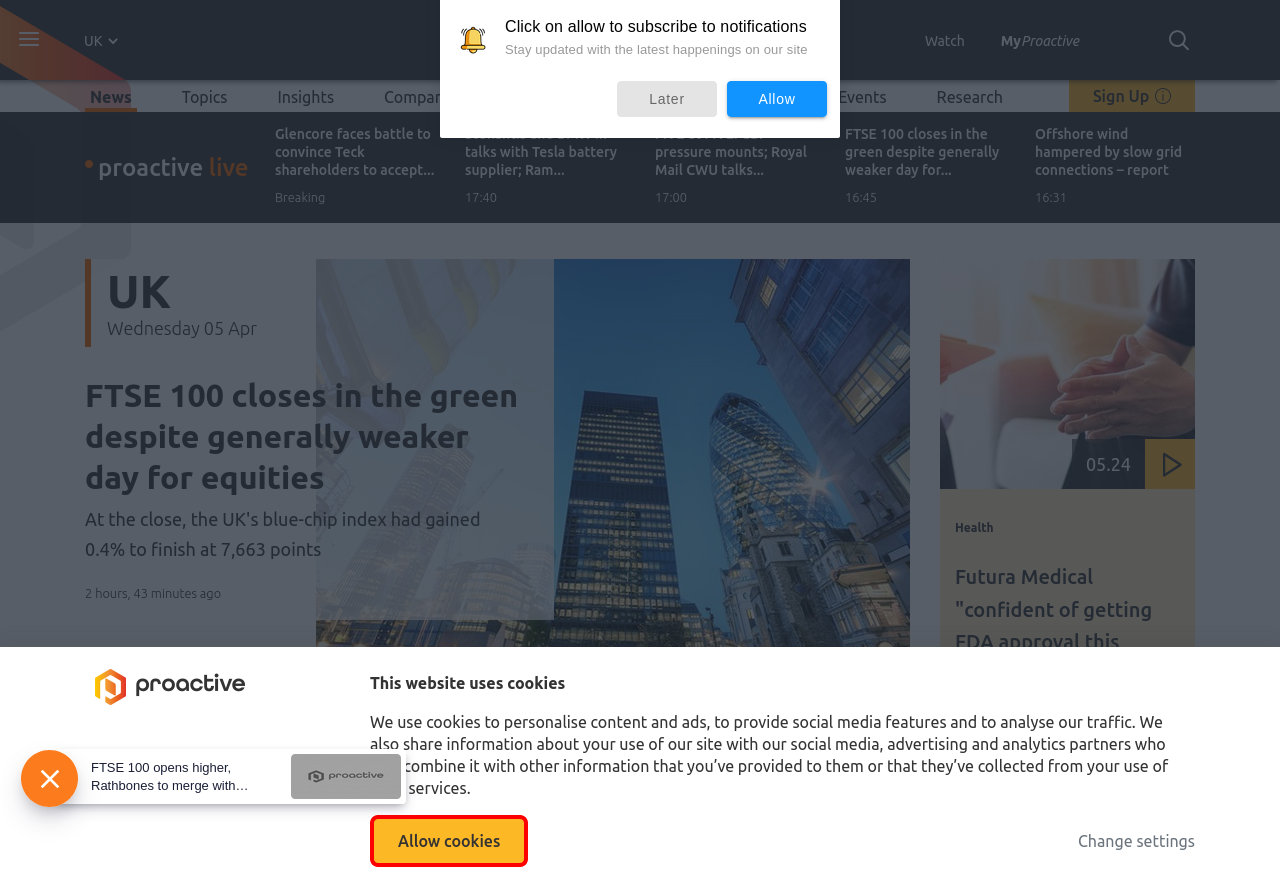 UK
Watch
MyProactive
Click on allow to subscribe to notifications
Stay updated with the latest happenings on our site
Later
Allow
News
Topics
Insights
Events
Research
Sign Up
proactive live
Glencore faces battle to
convince Teck
shareholders to accept...
Breaking
talks with Tesla battery
supplier; Ram...
17:40
pressure mounts; Royal
Mail CWU talks...
17:00
FTSE 100 closes in the
green despite generally
weaker day for...
16:45
Offshore wind
hampered by slow grid
connections – report
16:31
UK
Wednesday 05 Apr
FTSE 100 closes in the green
despite generally weaker
day for equities
At the close, the UK's blue-chip index had gained
0.4% to finish at 7,663 points
2 hours, 43 minutes ago
05.24
Health
Futura Medical
"confident of getting
FDA approval this
proactive
This website uses cookies
We use cookies to personalise content and ads, to provide social media features and to analyse our traffic. We
also share information about your use of our site with our social media, advertising and analytics partners who
combine it with other information that you’ve provided to them or that they’ve collected from your use of
services.
FTSE 100 opens higher,
Rathbones to merge with…
proactive
Allow cookies
Change settings